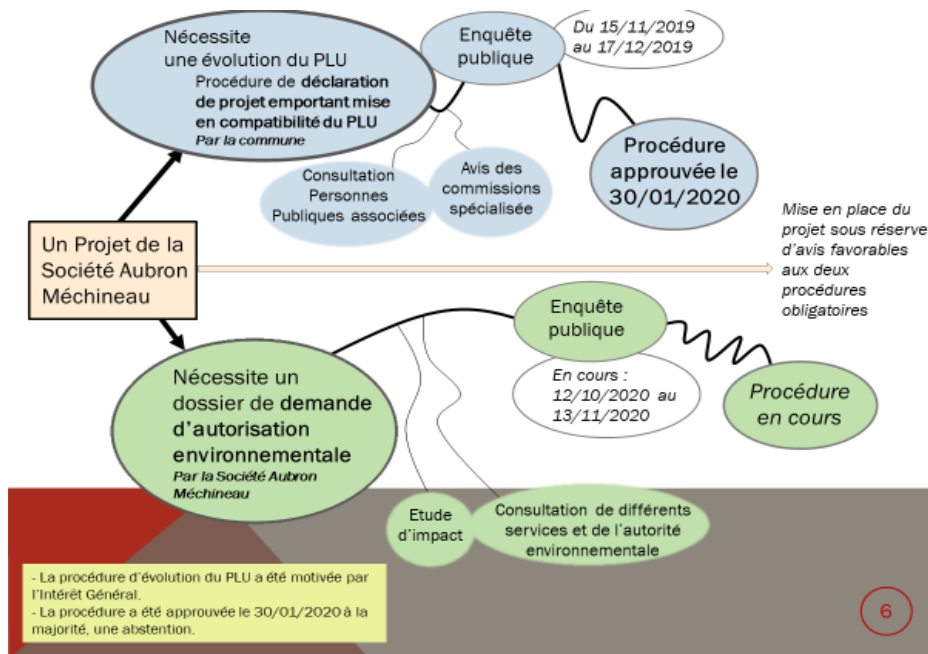 Nécessite
une évolution du PLU
Procédure de déclaration
de projet emportant mise
en compatibilité du PLU
Par la commune
Enquête
publique
Du 15/11/2019
au 17/12/2019
Consultation
Personnes
Publiques associées
Avis des
commissions
spécialisée
Procédure
approuvée le
30/01/2020
Un Projet de la
Société Aubron
Méchineau
Mise en place du
projet sous réserve
d'avis favorables
aux deux
procédures
obligatoires
Nécessite un
dossier de demande
d'autorisation
environnementale
Par la Société Aubron
Méchineau
Enquête
publique
En cours :
12/10/2020 au
13/11/2020
Procédure
en cours
Etude
d'impact
Consultation de différents
services et de l'autorité
environnementale
- La procédure d'évolution du PLU a été motivée par
l'Intérêt Général.
- La procédure a été approuvée le 30/01/2020 à la
majorité, une abstention.
6